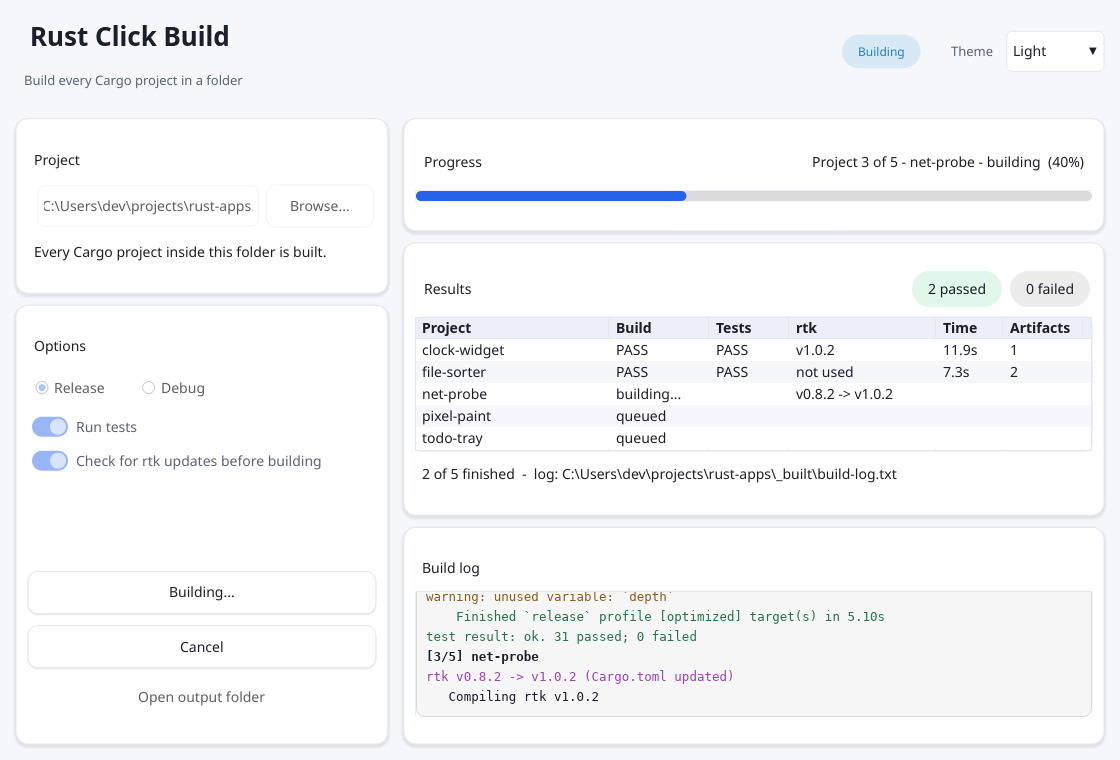 Rust Click Build
Build every Cargo project in a folder
Building
Theme
Light
Project
C:\Users\dev\projects\rust-apps
Browse...
Every Cargo project inside this folder is built.
Options
Release
Debug
Run tests
Check for rtk updates before building
Building...
Cancel
Open output folder
Progress
Project 3 of 5 - net-probe - building (40%)
Results
2 passed
0 failed
Project Build Tests rtk Time Artifacts
clock-widget PASS PASS v1.0.2 11.9s 1
file-sorter PASS PASS not used 7.3s 2
net-probe building... v0.8.2 -> v1.0.2
pixel-paint queued
todo-tray queued
2 of 5 finished - log: C:\Users\dev\projects\rust-apps\_built\build-log.txt
Build log
warning: unused variable: `depth`
Finished `release` profile [optimized] target(s) in 5.10s
test result: ok. 31 passed; 0 failed
[3/5] net-probe
rtk v0.8.2 -> v1.0.2 (Cargo.toml updated)
Compiling rtk v1.0.2